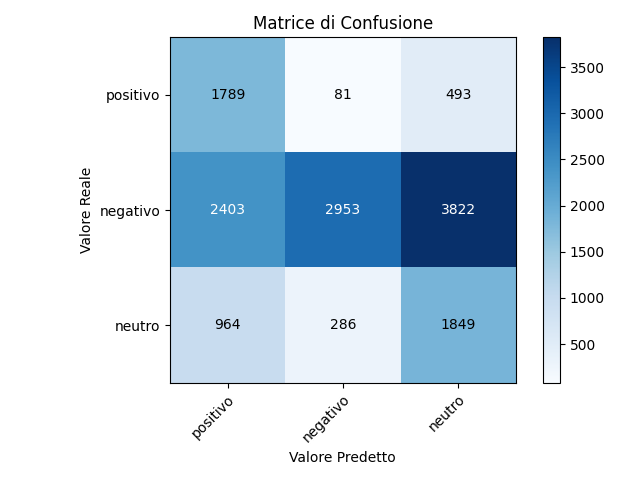 Matrice di Confusione
positivo 1789 81 493
negativo 2403 2953 3822
neutro 964 286 1849
positivo negativo neutro
Valore Reale
Valore Predetto
3500
3000
2500
2000
1500
1000
500